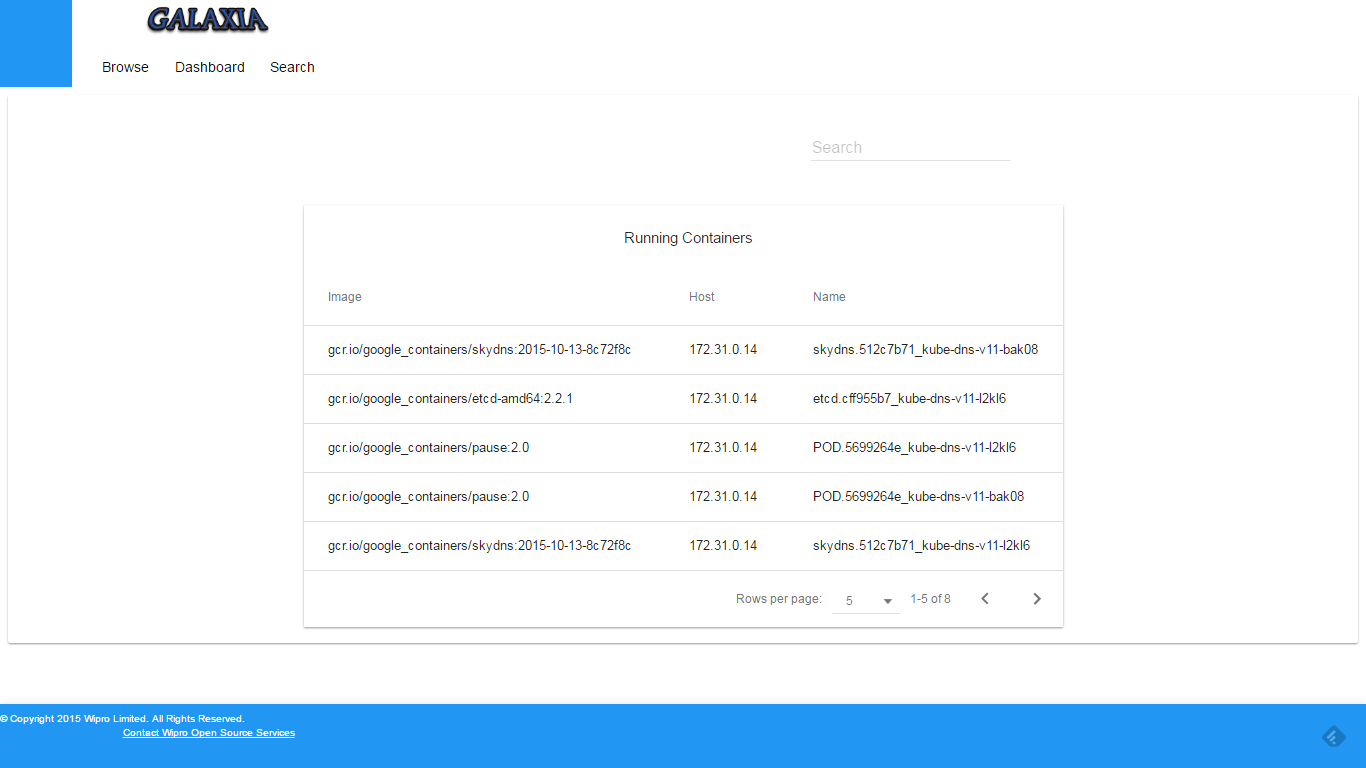 GALAXIA
Browse Dashboard Search
Search
Running Containers
Image Host Name
gcr.io/google_containers/skydns:2015-10-13-8c72f8c 172.31.0.14 skydns.512c7b71_kube-dns-v11-bak08
gcr.io/google_containers/etcd-amd64:2.2.1 172.31.0.14 etcd.cff955b7_kube-dns-v11-l2kl6
gcr.io/google_containers/pause:2.0 172.31.0.14 POD.5699264e_kube-dns-v11-l2kl6
gcr.io/google_containers/pause:2.0 172.31.0.14 POD.5699264e_kube-dns-v11-bak08
gcr.io/google_containers/skydns:2015-10-13-8c72f8c 172.31.0.14 skydns.512c7b71_kube-dns-v11-l2kl6
Rows per page: 5 1-5 of 8
© Copyright 2015 Wipro Limited. All Rights Reserved.
Contact Wipro Open Source Services